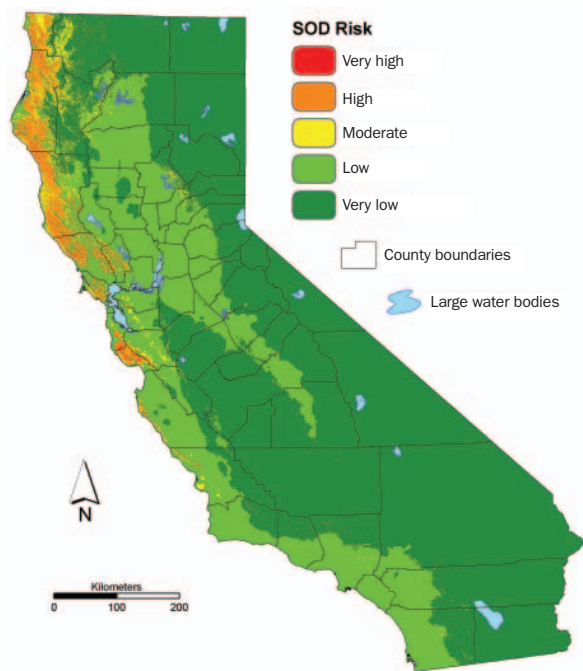 SOD Risk
Very high
High
Moderate
Low
Very low
County boundaries
Large water bodies
N
Kilometers
0 100 200